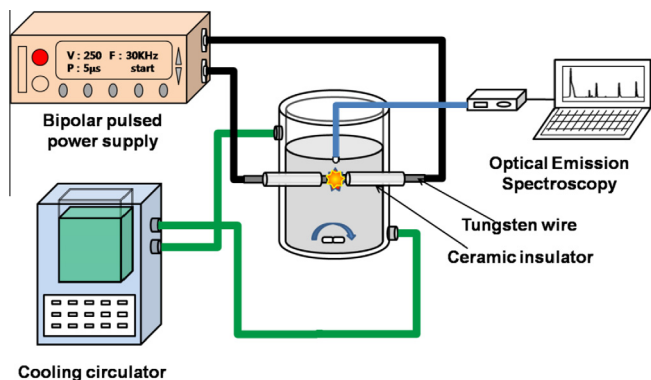 V : 250 F : 30KHz
P : 5µs start
Bipolar pulsed
power supply
Optical Emission
Spectroscopy
Tungsten wire
Ceramic insulator
Cooling circulator